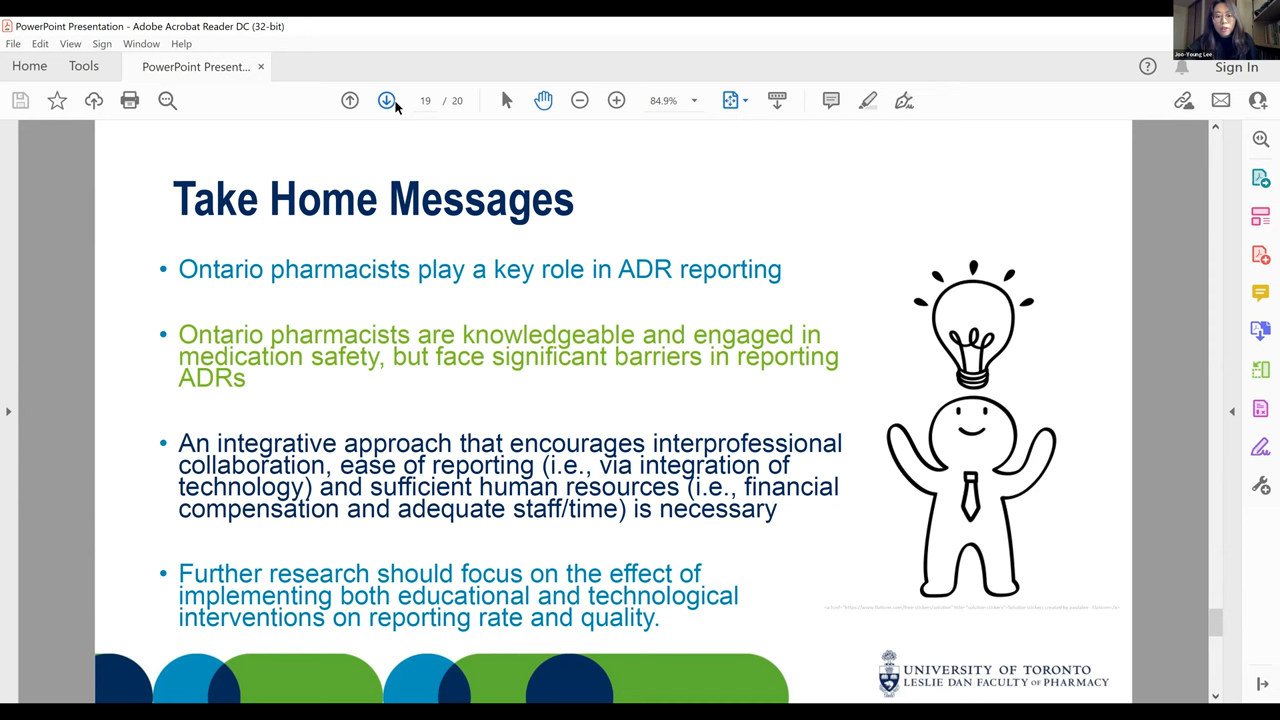 PowerPoint Presentation - Adobe Acrobat Reader DC (32-bit)
File Edit View Sign Window Help
Joo-Young Lee
Home Tools PowerPoint Present... × Sign In
19 / 20 84.9%
Take Home Messages
• Ontario pharmacists play a key role in ADR reporting
• Ontario pharmacists are knowledgeable and engaged in
medication safety, but face significant barriers in reporting
ADRs
• An integrative approach that encourages interprofessional
collaboration, ease of reporting (i.e., via integration of
technology) and sufficient human resources (i.e., financial
compensation and adequate staff/time) is necessary
• Further research should focus on the effect of
implementing both educational and technological
interventions on reporting rate and quality.
UNIVERSITY OF TORONTO
LESLIE DAN FACULTY OF PHARMACY